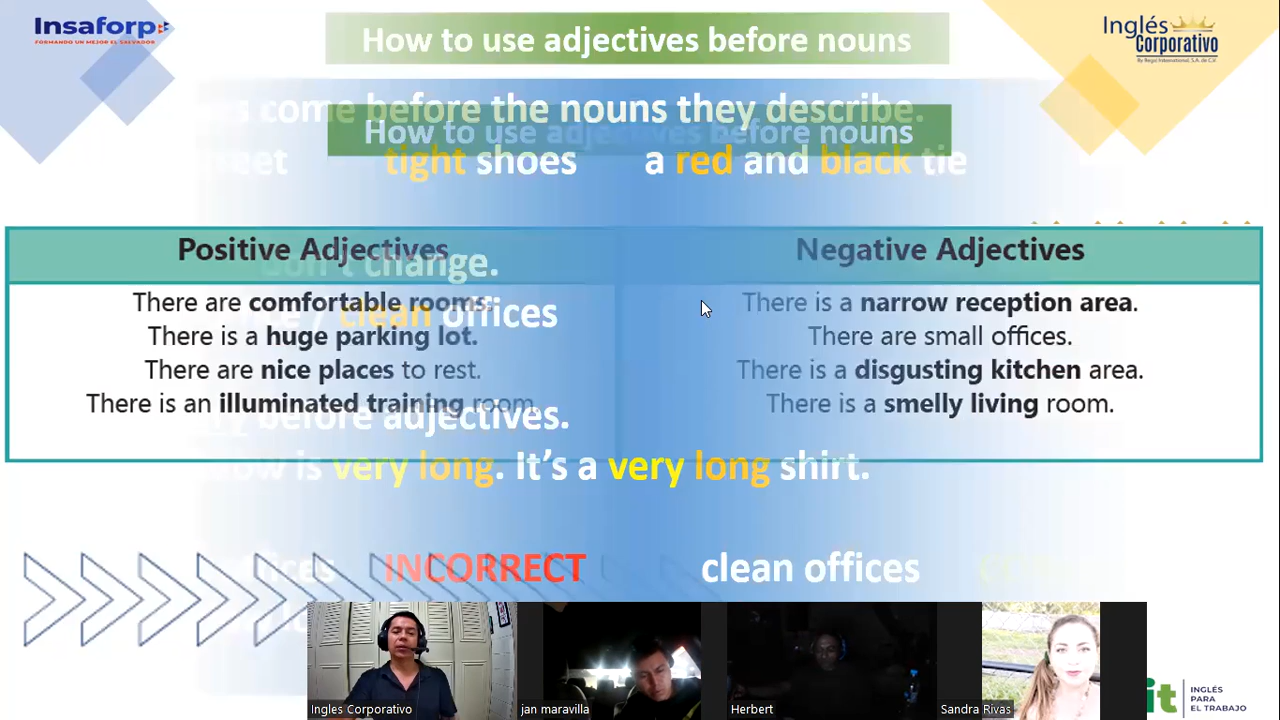 Insaforp
FORMANDO UN MEJOR EL SALVADOR
How to use adjectives before nouns
Inglés
Corporativo
By Regal International, S.A. de C.V.
come before the nouns they describe.
How to use adjectives before nouns
tight shoes a red and black tie
Positive Adjectives
Negative Adjectives
don't change.
There are comfortable rooms.
There is a huge parking lot.
There are nice places to rest.
There is an illuminated training room.
There is a narrow reception area.
There are small offices.
There is a disgusting kitchen area.
There is a smelly living room.
clean offices
before adjectives.
is very long. It's a very long shirt.
INCORRECT clean offices
Ingles Corporativo
jan maravilla
Herbert
Sandra Rivas
it
INGLÉS
PARA
EL TRABAJO